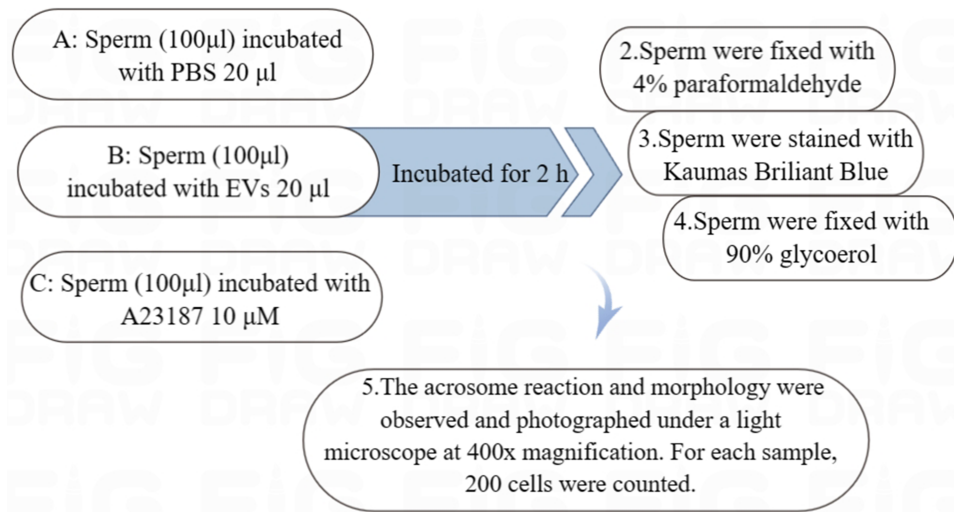 A: Sperm (100μl) incubated
with PBS 20 μl
B: Sperm (100μl)
incubated with EVs 20 μl
C: Sperm (100μl) incubated with
A23187 10 μM
Incubated for 2 h
2.Sperm were fixed with
4% paraformaldehyde
3.Sperm were stained with
Kaumas Briliant Blue
4.Sperm were fixed with
90% glycoerol
5.The acrosome reaction and morphology were
observed and photographed under a light
microscope at 400x magnification. For each sample,
200 cells were counted.
FIG
DRAW